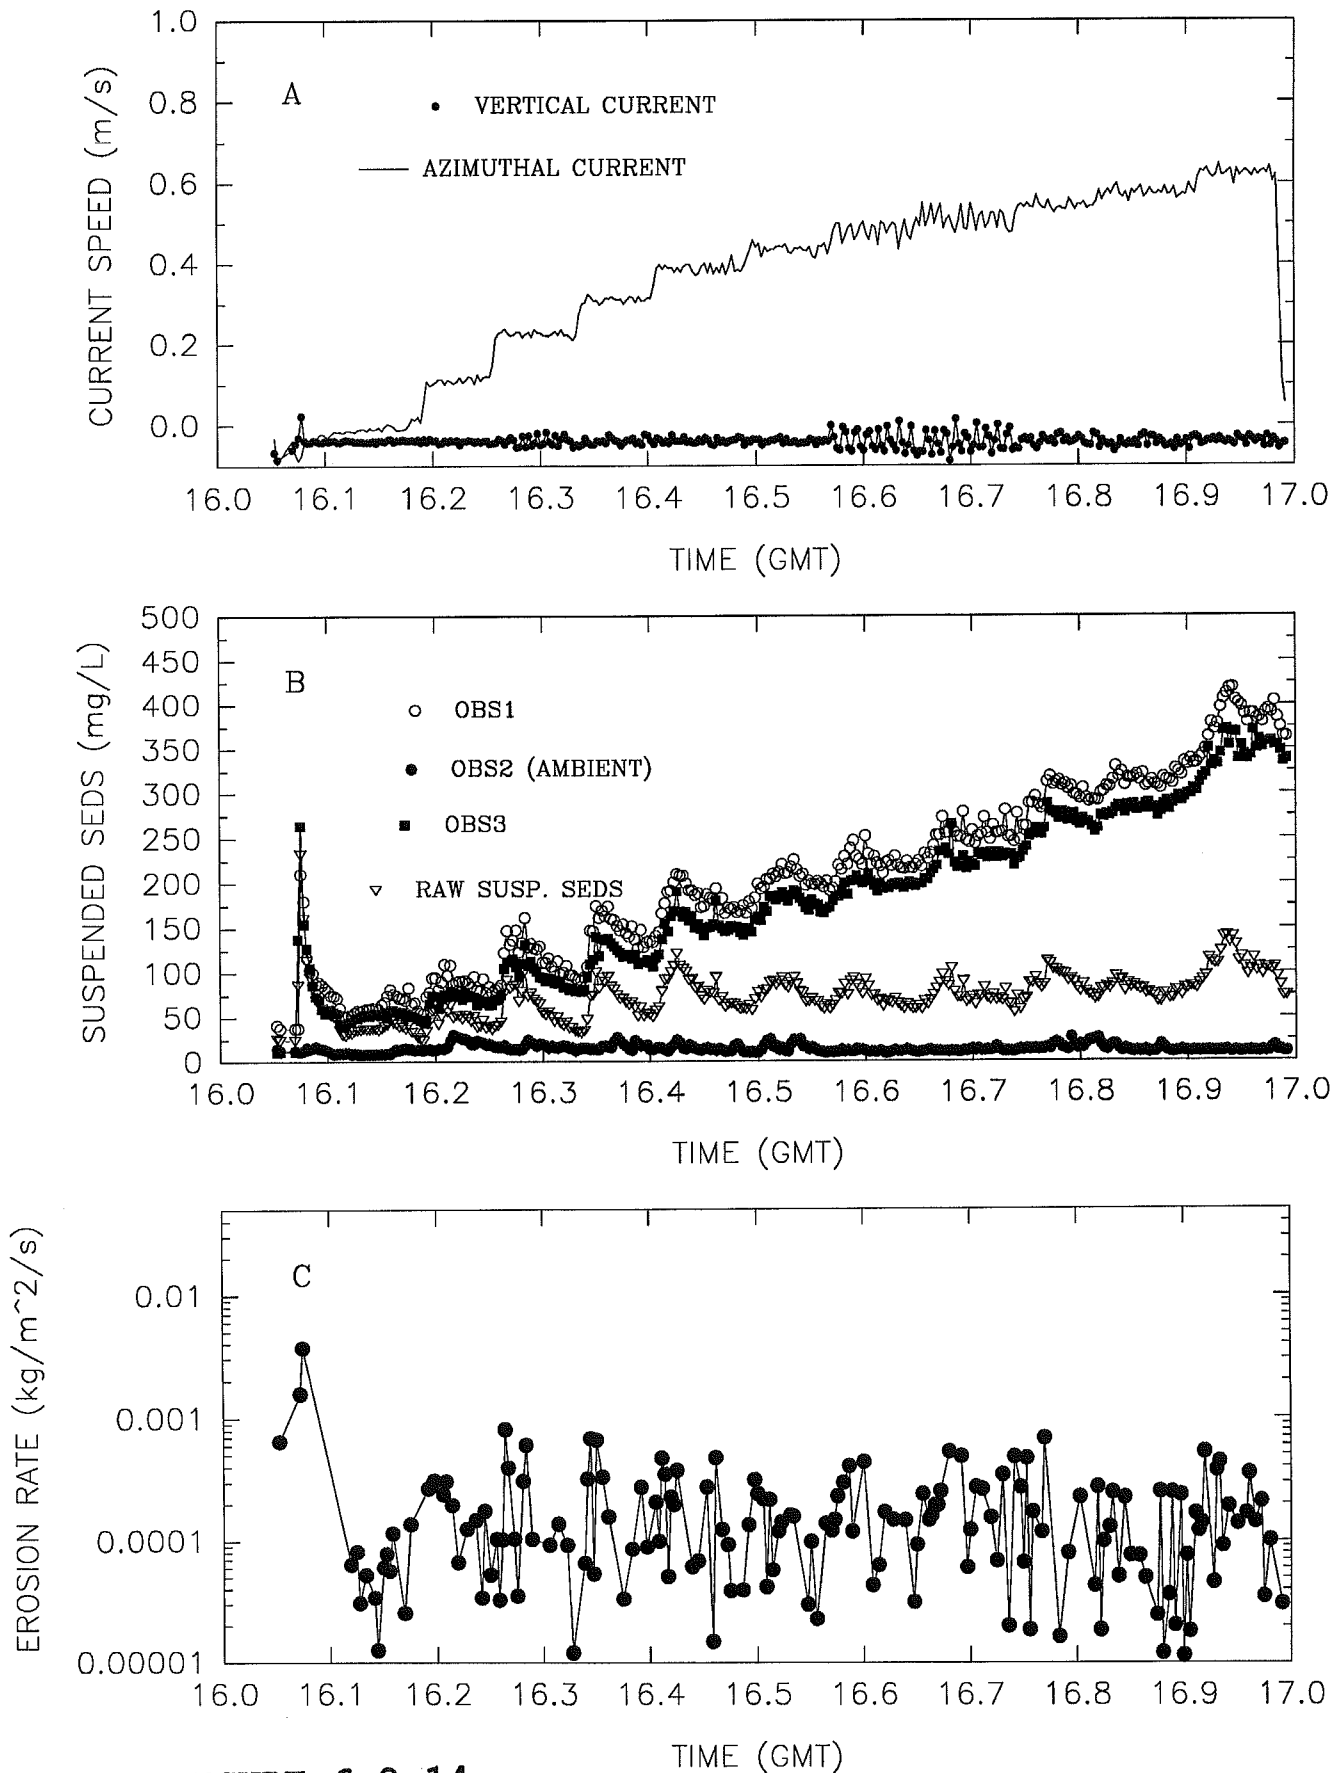 1.0
0.8
0.6
0.4
0.2
0.0
CURRENT SPEED (m/s)
A
VERTICAL CURRENT
AZIMUTHAL CURRENT
16.0 16.1 16.2 16.3 16.4 16.5 16.6 16.7 16.8 16.9 17.0
TIME (GMT)
500
450
400
350
300
250
200
150
100
50
0
SUSPENDED SEDS (mg/L)
B
OBS1
OBS2 (AMBIENT)
OBS3
RAW SUSP. SEDS
16.0 16.1 16.2 16.3 16.4 16.5 16.6 16.7 16.8 16.9 17.0
TIME (GMT)
0.01
0.001
0.0001
0.00001
EROSION RATE (kg/m^2/s)
C
16.0 16.1 16.2 16.3 16.4 16.5 16.6 16.7 16.8 16.9 17.0
TIME (GMT)